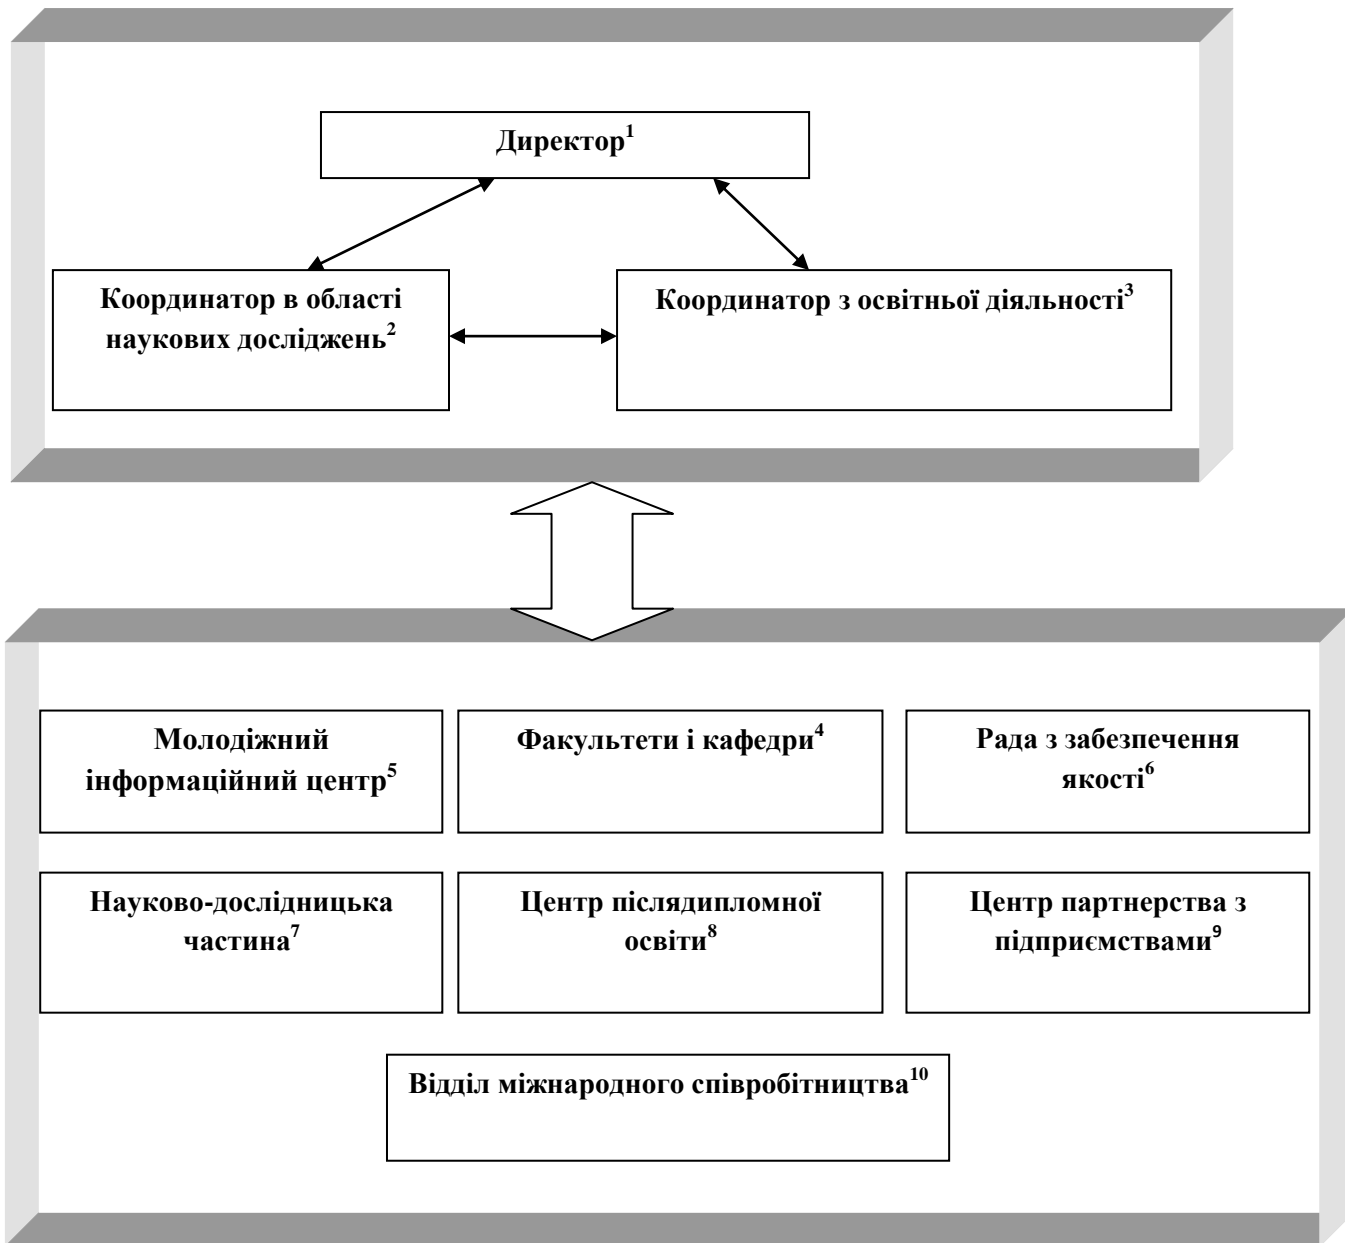 Директор¹
Координатор в області
наукових досліджень²
Координатор з освітньої діяльності³
Молодіжний
інформаційний центр⁵
Факультети і кафедри⁴
Рада з забезпечення
якості⁶
Науково-дослідницька
частина⁷
Центр післядипломної
освіти⁸
Центр партнерства з
підприємствами⁹
Відділ міжнародного співробітництва¹⁰